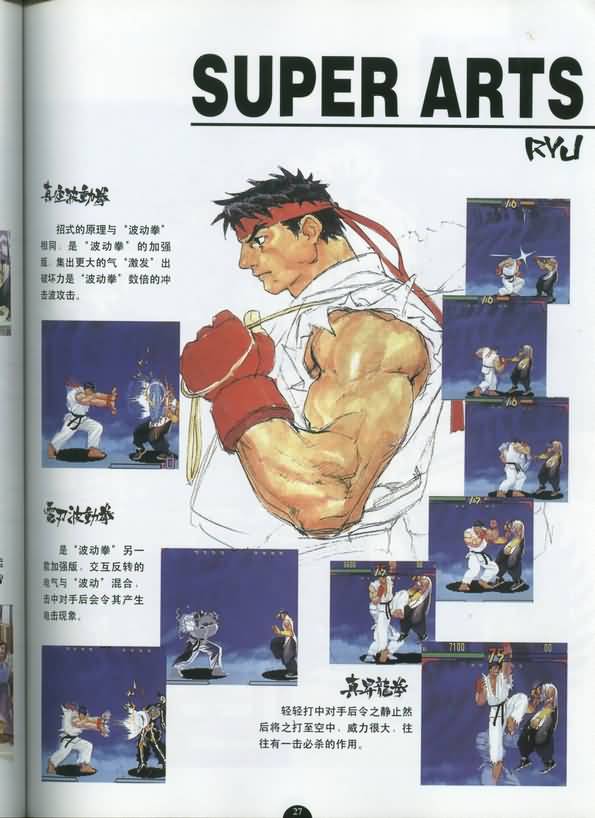 SUPER ARTS
RYU
真空波動拳
招式的原理与“波动拳”
相同，是“波动拳”的加强
版，集出更大的气“激发”出
破坏力是“波动拳”数倍的冲
击波攻击。
電刃波動拳
是“波动拳”另一
款加强版，交互反转的
电气与“波动”混合，
击中对手后会令其产生
电击现象。
真昇龍拳
轻轻打中对手后令之静止然
后将之打至空中，威力很大，往
往有一击必杀的作用。
7100
75
00
27